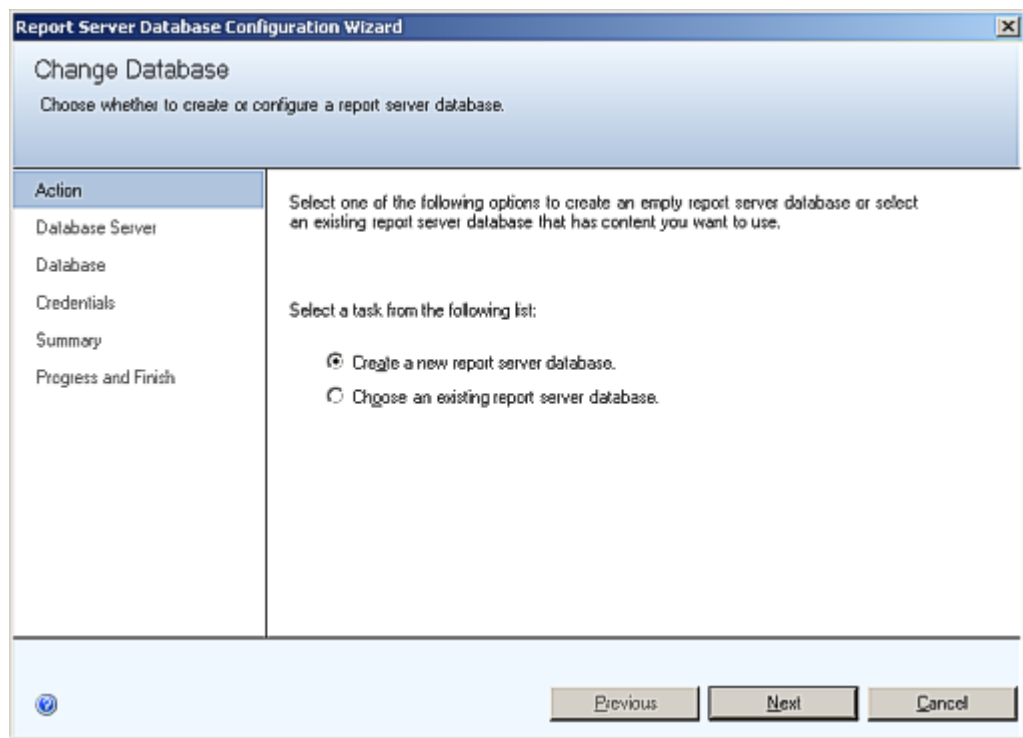 Report Server Database Configuration Wizard
Change Database
Choose whether to create or configure a report server database.
Action
Database Server
Database
Credentials
Summary
Progress and Finish
Select one of the following options to create an empty report server database or select
an existing report server database that has content you want to use.
Select a task from the following list:
Create a new report server database.
Choose an existing report server database.
Previous
Next
Cancel